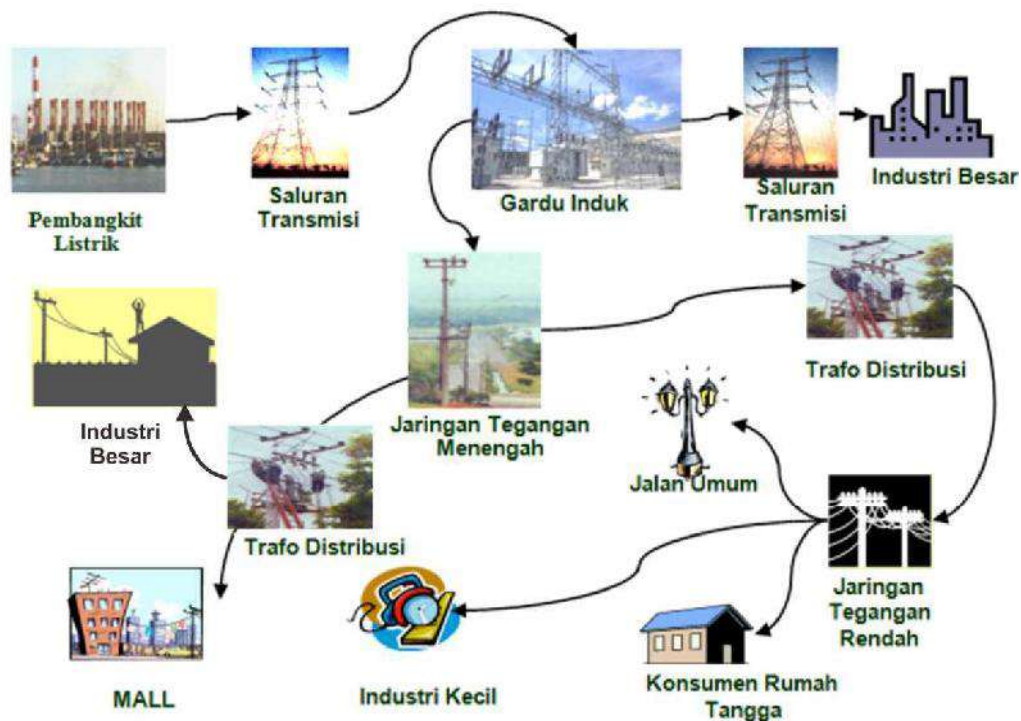 Pembangkit
Listrik
Saluran
Transmisi
Gardu Induk
Saluran
Transmisi
Industri Besar
Industri
Besar
Jaringan Tegangan
Menengah
Trafo Distribusi
Jalan Umum
Trafo Distribusi
Jaringan
Tegangan
Rendah
MALL
Industri Kecil
Konsumen Rumah
Tangga